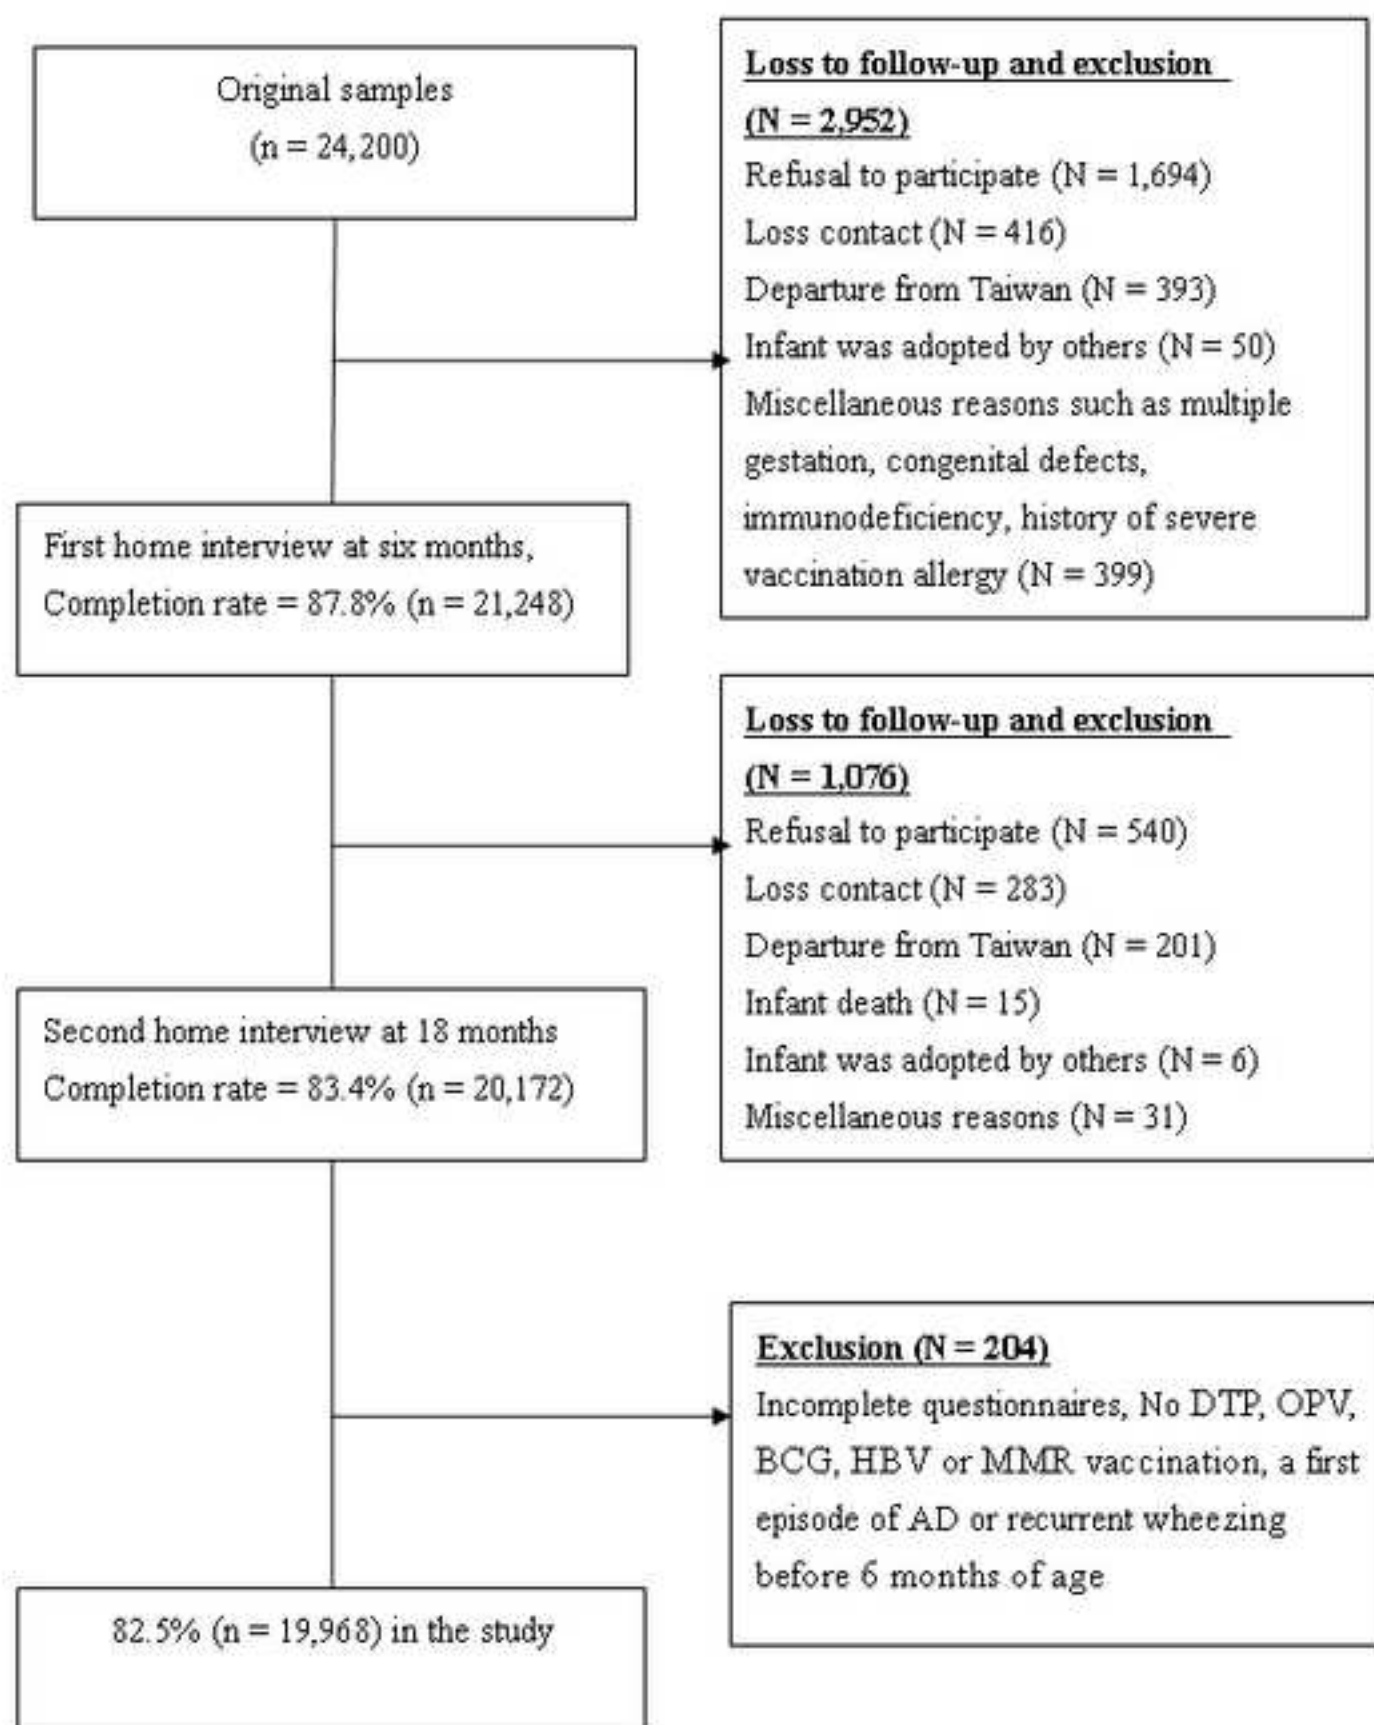 Original samples
(n = 24,200)
Loss to follow-up and exclusion
(N = 2,952)
Refusal to participate (N = 1,694)
Loss contact (N = 416)
Departure from Taiwan (N = 393)
Infant was adopted by others (N = 50)
Miscellaneous reasons such as multiple
gestation, congenital defects,
immunodeficiency, history of severe
vaccination allergy (N = 399)
First home interview at six months,
Completion rate = 87.8% (n = 21,248)
Loss to follow-up and exclusion
(N = 1,076)
Refusal to participate (N = 540)
Loss contact (N = 283)
Departure from Taiwan (N = 201)
Infant death (N = 15)
Infant was adopted by others (N = 6)
Miscellaneous reasons (N = 31)
Second home interview at 18 months
Completion rate = 83.4% (n = 20,172)
Exclusion (N = 204)
Incomplete questionnaires, No DTP, OPV,
BCG, HBV or MMR vaccination, a first
episode of AD or recurrent wheezing
before 6 months of age
82.5% (n = 19,968) in the study